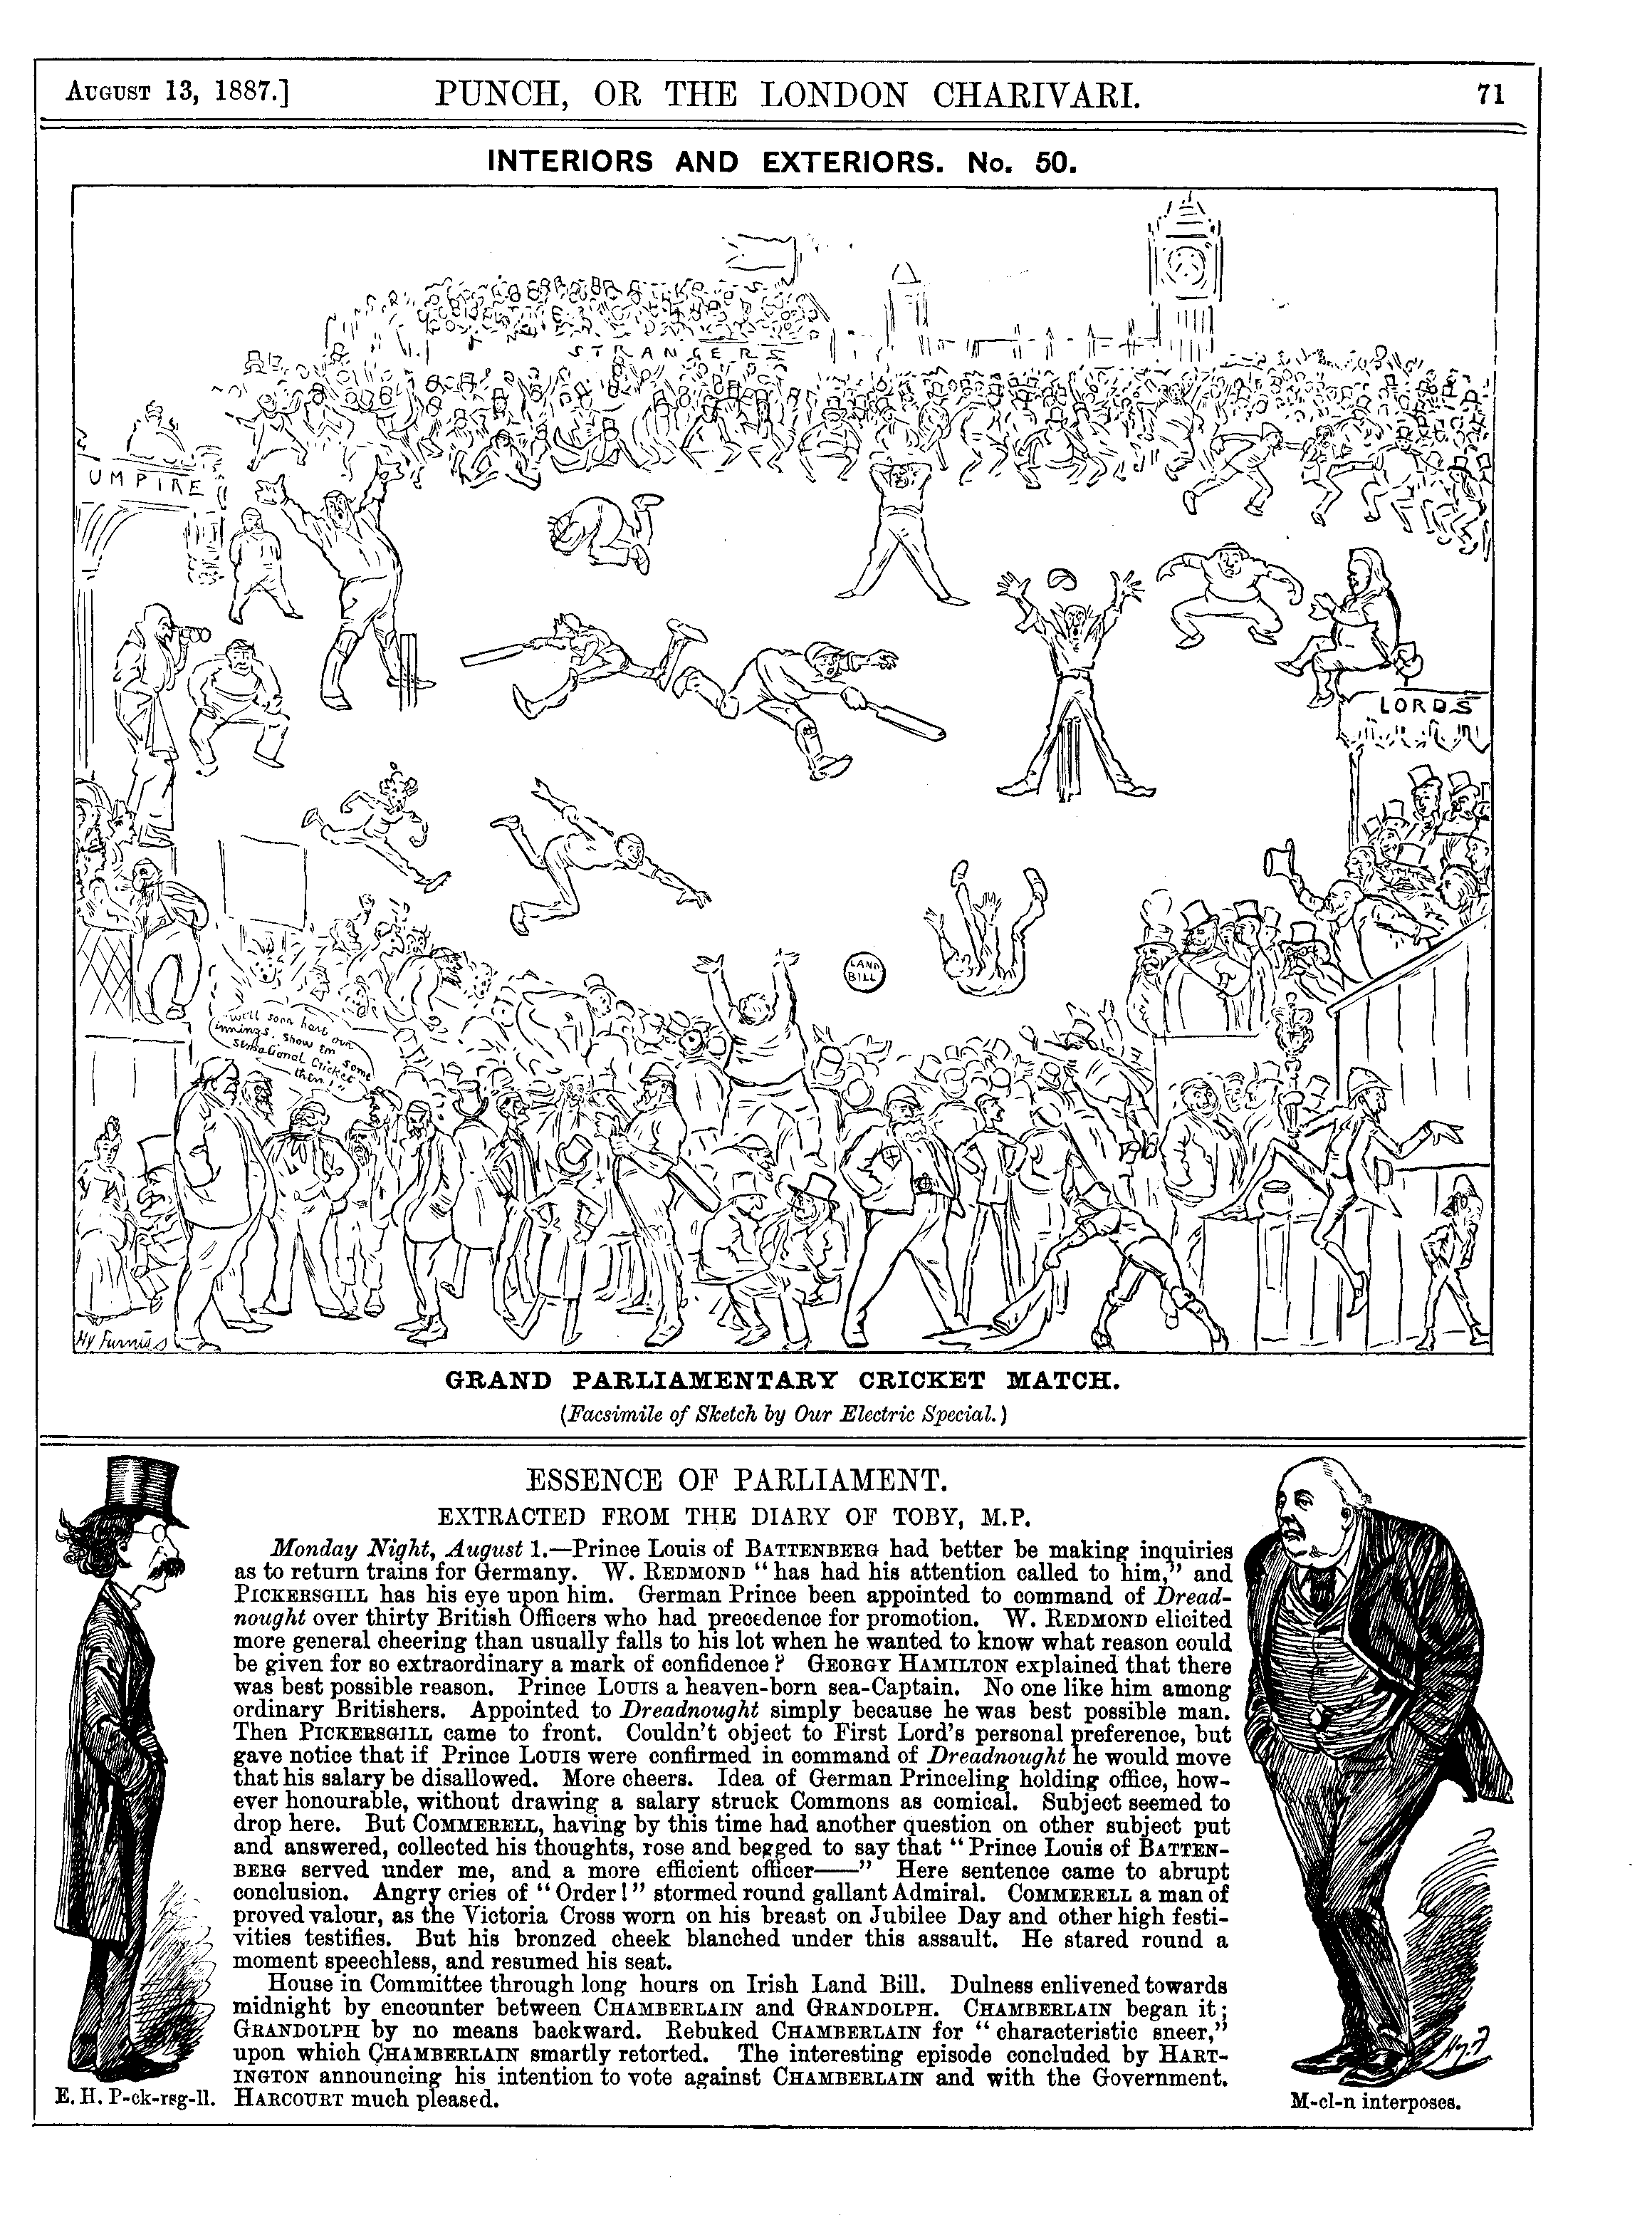 AUGUST 13, 1887.] PUNCH, OR THE LONDON CHARIVARI. 71
INTERIORS AND EXTERIORS. No. 50.
STRANGERS
UMPIRE
LORDS
LAND
BILL
"We'll soon have our
innings, show 'em some
sensational Cricket
then!"
Hy Furniss
GRAND PARLIAMENTARY CRICKET MATCH.
(Facsimile of Sketch by Our Electric Special.)
ESSENCE OF PARLIAMENT.
EXTRACTED FROM THE DIARY OF TOBY, M.P.
Monday Night, August 1.—Prince Louis of BATTENBERG had better be making inquiries
as to return trains for Germany. W. REDMOND "has had his attention called to him," and
PICKERSGILL has his eye upon him. German Prince been appointed to command of Dread-
nought over thirty British Officers who had precedence for promotion. W. REDMOND elicited
more general cheering than usually falls to his lot when he wanted to know what reason could
be given for so extraordinary a mark of confidence? GEORGY HAMILTON explained that there
was best possible reason. Prince LOUIS a heaven-born sea-Captain. No one like him among
ordinary Britishers. Appointed to Dreadnought simply because he was best possible man.
Then PICKERSGILL came to front. Couldn't object to First Lord's personal preference, but
gave notice that if Prince LOUIS were confirmed in command of Dreadnought he would move
that his salary be disallowed. More cheers. Idea of German Princeling holding office, how-
ever honourable, without drawing a salary struck Commons as comical. Subject seemed to
drop here. But COMMERELL, having by this time had another question on other subject put
and answered, collected his thoughts, rose and begged to say that "Prince Louis of BATTEN-
BERG served under me, and a more efficient officer——" Here sentence came to abrupt
conclusion. Angry cries of "Order!" stormed round gallant Admiral. COMMERELL a man of
proved valour, as the Victoria Cross worn on his breast on Jubilee Day and other high festi-
vities testifies. But his bronzed cheek blanched under this assault. He stared round a
moment speechless, and resumed his seat.
House in Committee through long hours on Irish Land Bill. Dulness enlivened towards
midnight by encounter between CHAMBERLAIN and GRANDOLPH. CHAMBERLAIN began it;
GRANDOLPH by no means backward. Rebuked CHAMBERLAIN for "characteristic sneer,"
upon which CHAMBERLAIN smartly retorted. The interesting episode concluded by HART-
INGTON announcing his intention to vote against CHAMBERLAIN and with the Government.
HARCOURT much pleased.
E. H. P-ck-rsg-ll.
Hy. F
M-cl-n interposes.